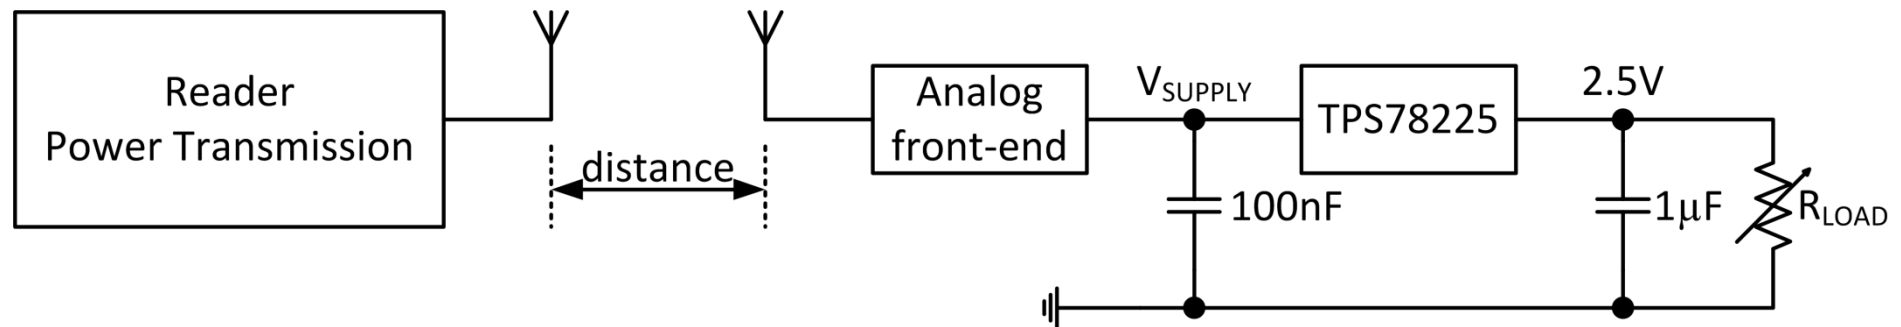 Reader
Power Transmission
distance
Analog
front-end
VSUPPLY
TPS78225
2.5V
100nF
1μF
RLOAD